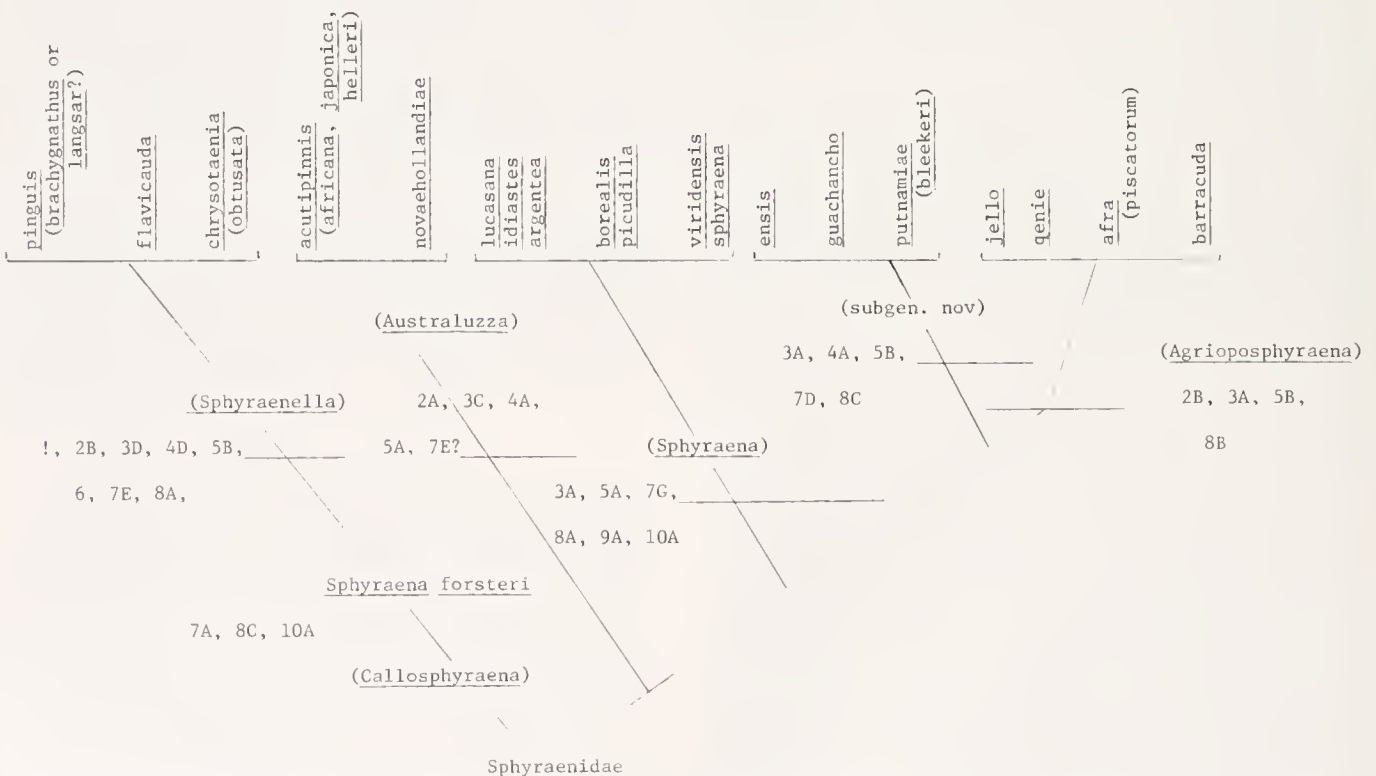 pinguis
(brachygnathus or
langsar?)
flavicauda
chrysotaenia
(obtusata)
acutipinnis
(africana, japonica,
helleri)
novaehollandiae
lucasana
idiastes
argentea
borealis
picudilla
viridensis
sphyraena
ensis
guachancho
putnamiae
(bleekeri)
jello
qenie
afra
(piscatorum)
barracuda
(subgen. nov)
3A, 4A, 5B,
7D, 8C
(Australuzza)
2A, 3C, 4A,
5A, 7E?
(Agrioposphyraena)
2B, 3A, 5B,
8B
(Sphyraenella)
!, 2B, 3D, 4D, 5B,
6, 7E, 8A,
(Sphyraena)
3A, 5A, 7G,
8A, 9A, 10A
Sphyraena forsteri
7A, 8C, 10A
(Callosphyraena)
Sphyraenidae